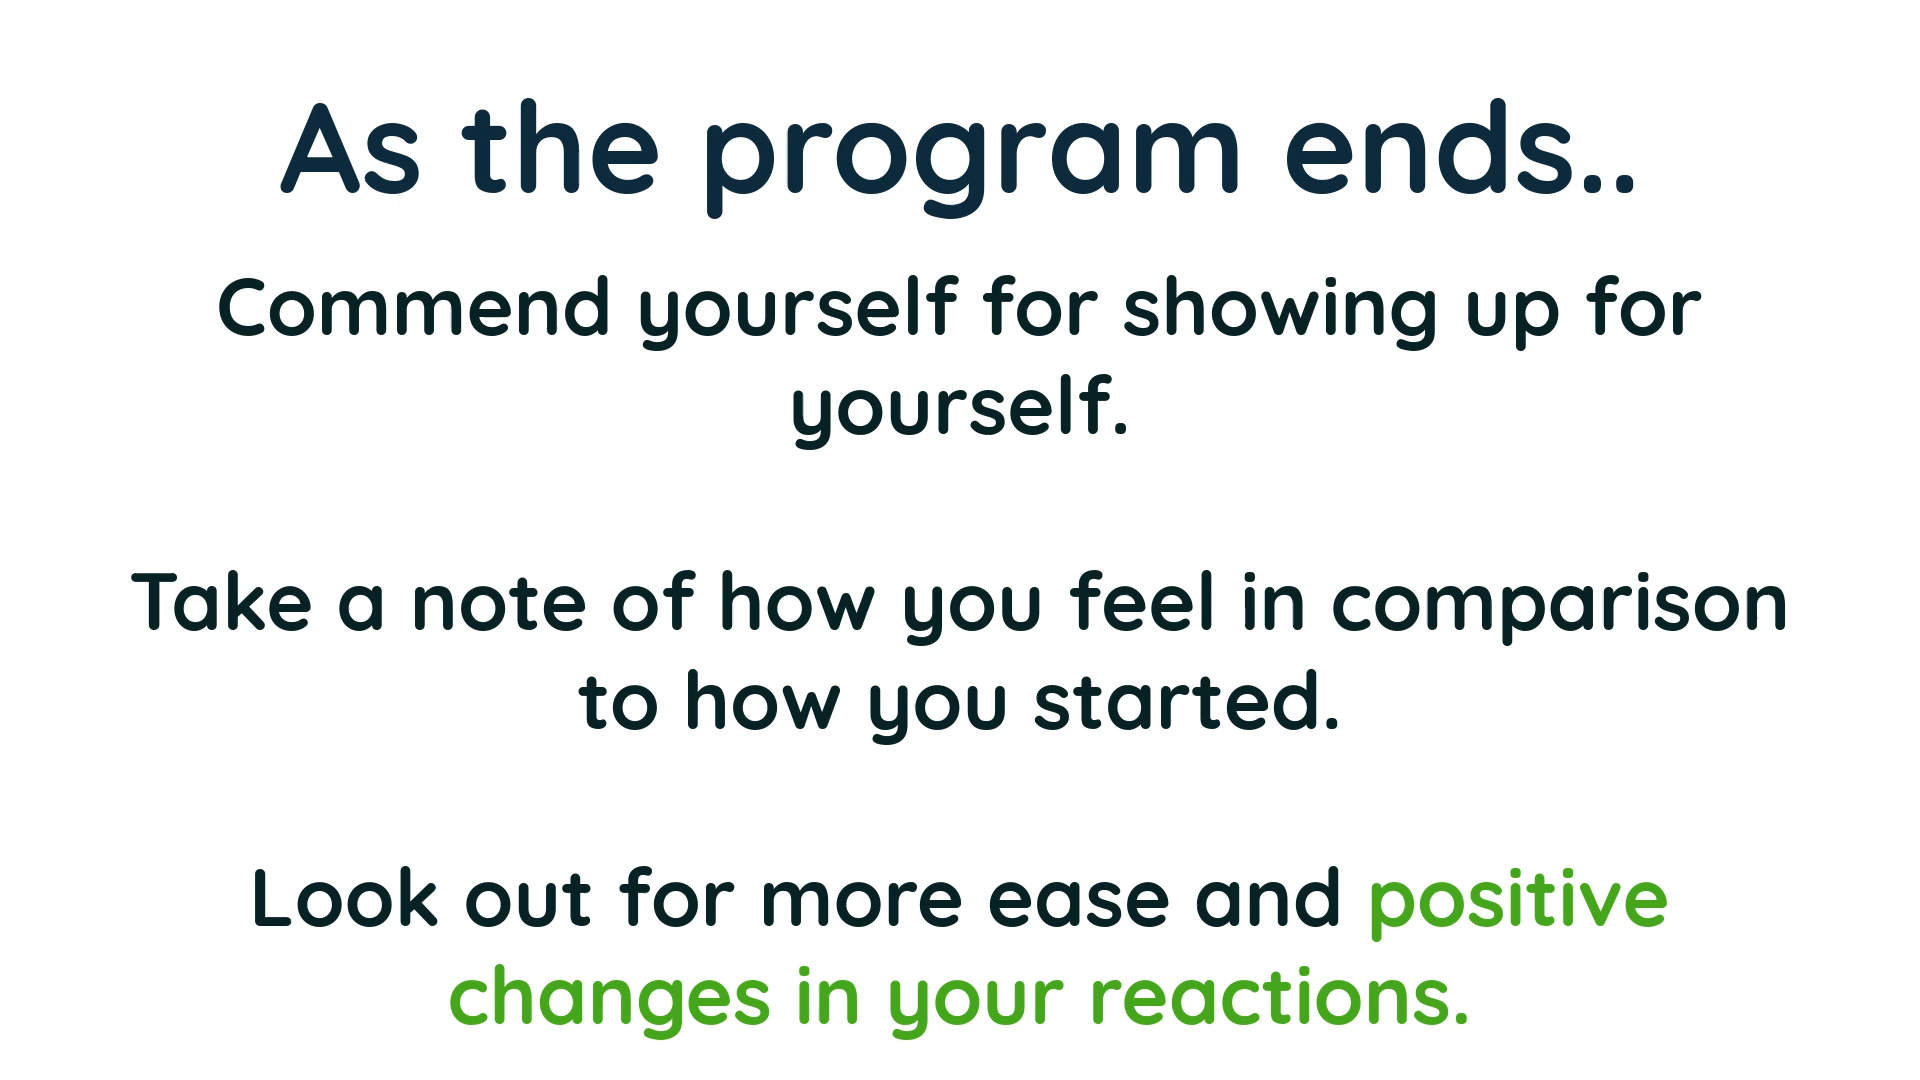 As the program ends..
Commend yourself for showing up for
yourself.
Take a note of how you feel in comparison
to how you started.
Look out for more ease and positive
changes in your reactions.